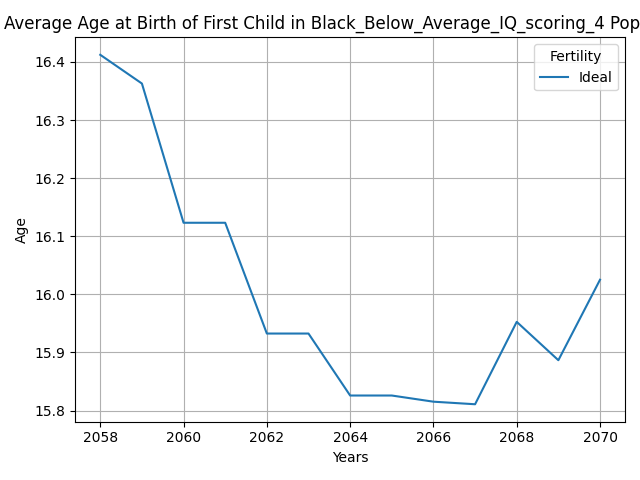 Average Age at Birth of First Child in Black_Below_Average_IQ_scoring_4 Pop
Fertility
Ideal
16.4
16.3
16.2
16.1
16.0
15.9
15.8
Age
2058 2060 2062 2064 2066 2068 2070
Years